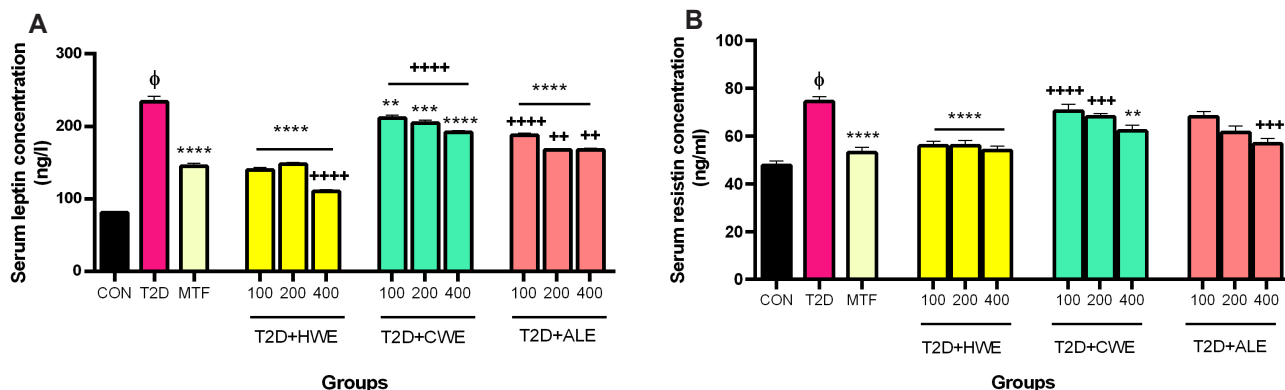 A
Serum leptin concentration
(ng/l)
300
200
100
0
ϕ
****
****
++++
++++
**
***
****
****
++++
++
++
CON
T2D
MTF
100 200 400
100 200 400
100 200 400
T2D+HWE
T2D+CWE
T2D+ALE
Groups
B
Serum resistin concentration
(ng/ml)
100
80
60
40
20
0
ϕ
****
****
++++
+++
**
+++
CON
T2D
MTF
100 200 400
100 200 400
100 200 400
T2D+HWE
T2D+CWE
T2D+ALE
Groups